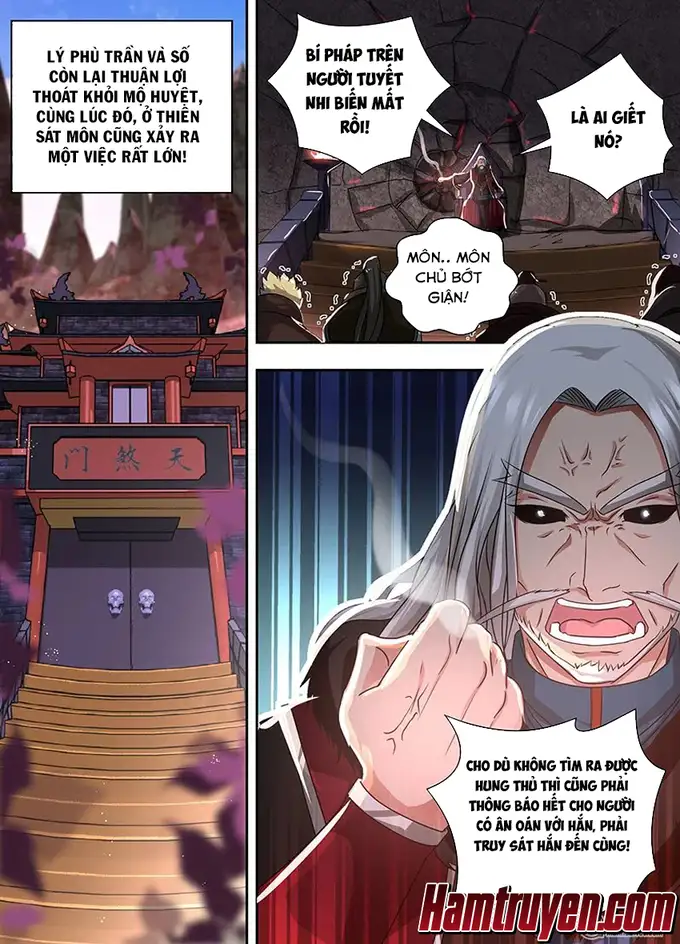 LÝ PHÙ TRẦN VÀ SỐ
CÒN LẠI THUẬN LỢI
THOÁT KHỎI MỘ HUYỆT,
CÙNG LÚC ĐÓ, Ở THIÊN
SÁT MÔN CŨNG XẢY RA
MỘT VIỆC RẤT LỚN!
BÍ PHÁP TRÊN
NGƯỜI TUYẾT
NHI BIẾN MẤT
RỒI!
LÀ AI GIẾT
NÓ?
MÔN.. MÔN
CHỦ BỚT
GIẬN!
門煞天
CHO DÙ KHÔNG TÌM RA ĐƯỢC
HUNG THỦ THÌ CŨNG PHẢI
THÔNG BÁO HẾT CHO NGƯỜI
CÓ ÂN OÁN VỚI HẮN, PHẢI
TRUY SÁT HẮN ĐẾN CÙNG!
Hamtruyen.com